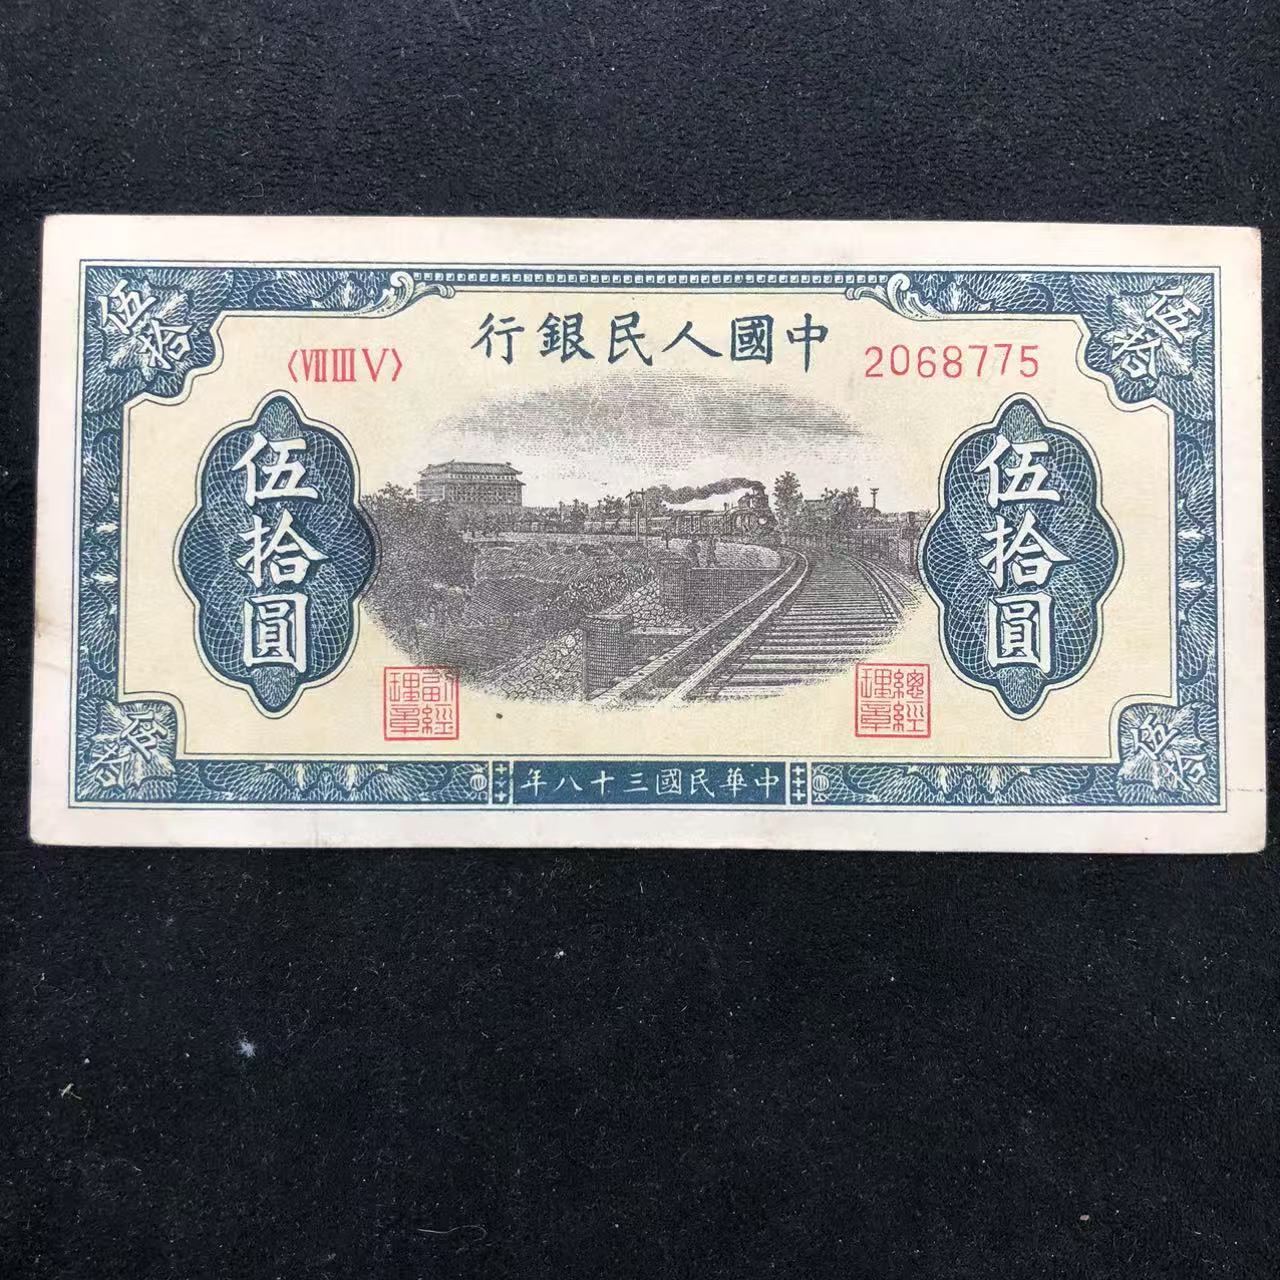 伍拾
伍拾
中國人民銀行
〈VII III V〉
2068775
伍拾圓
伍拾圓
副經理章
總經理章
伍拾
伍拾
中華民國三十八年